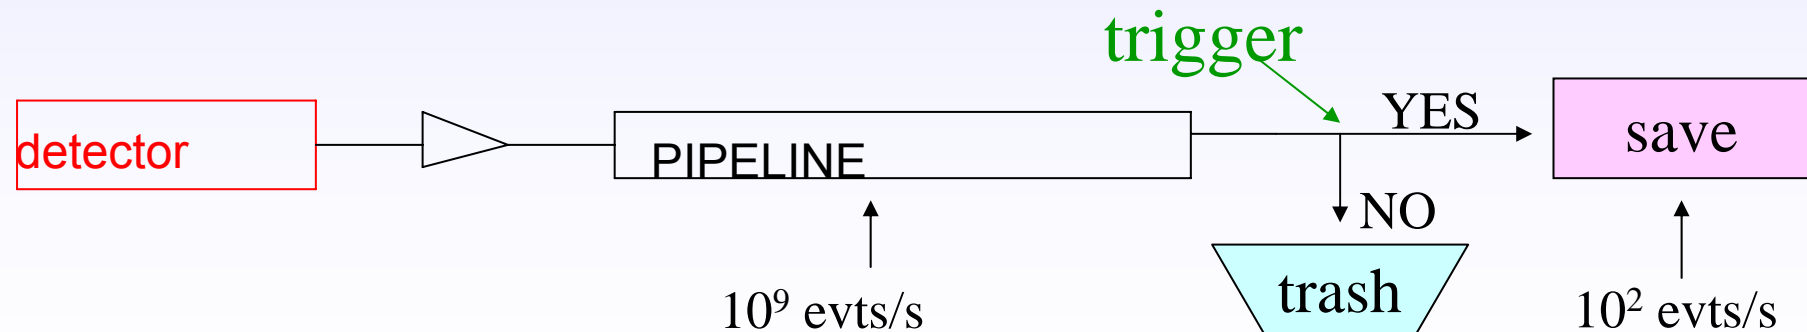 trigger
detector
PIPELINE
YES
save
NO
trash
10⁹ evts/s
10² evts/s